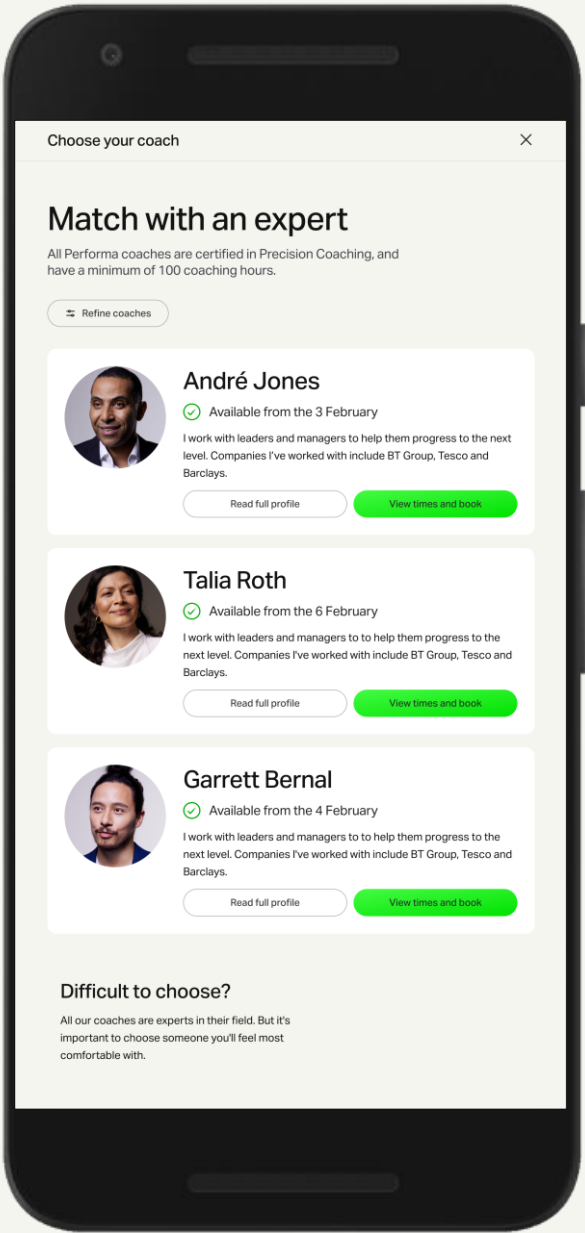 Choose your coach
Match with an expert
All Performa coaches are certified in Precision Coaching, and
have a minimum of 100 coaching hours.
Refine coaches
André Jones
Available from the 3 February
I work with leaders and managers to help them progress to the next
level. Companies I've worked with include BT Group, Tesco and
Barclays.
Read full profile
View times and book
Talia Roth
Available from the 6 February
I work with leaders and managers to to help them progress to the
next level. Companies I've worked with include BT Group, Tesco and
Barclays.
Read full profile
View times and book
Garrett Bernal
Available from the 4 February
I work with leaders and managers to to help them progress to the
next level. Companies I've worked with include BT Group, Tesco and
Barclays.
Read full profile
View times and book
Difficult to choose?
All our coaches are experts in their field. But it's
important to choose someone you'll feel most
comfortable with.